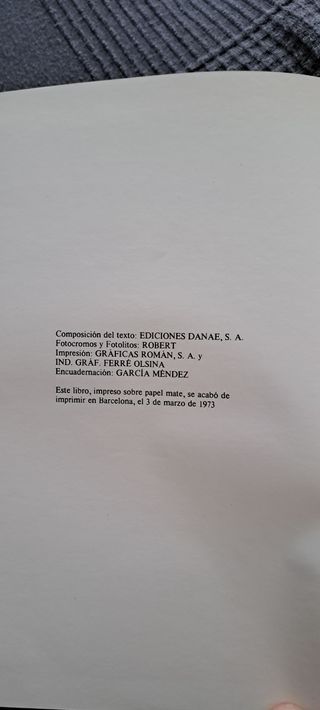 Composición del texto: EDICIONES DANAE, S. A.
Fotocromos y Fotolitos: ROBERT
Impresión: GRÁFICAS ROMÁN, S. A. y
IND. GRÁF. FERRÉ OLSINA
Encuadernación: GARCÍA MÉNDEZ
Este libro, impreso sobre papel mate, se acabó de
imprimir en Barcelona, el 3 de marzo de 1973